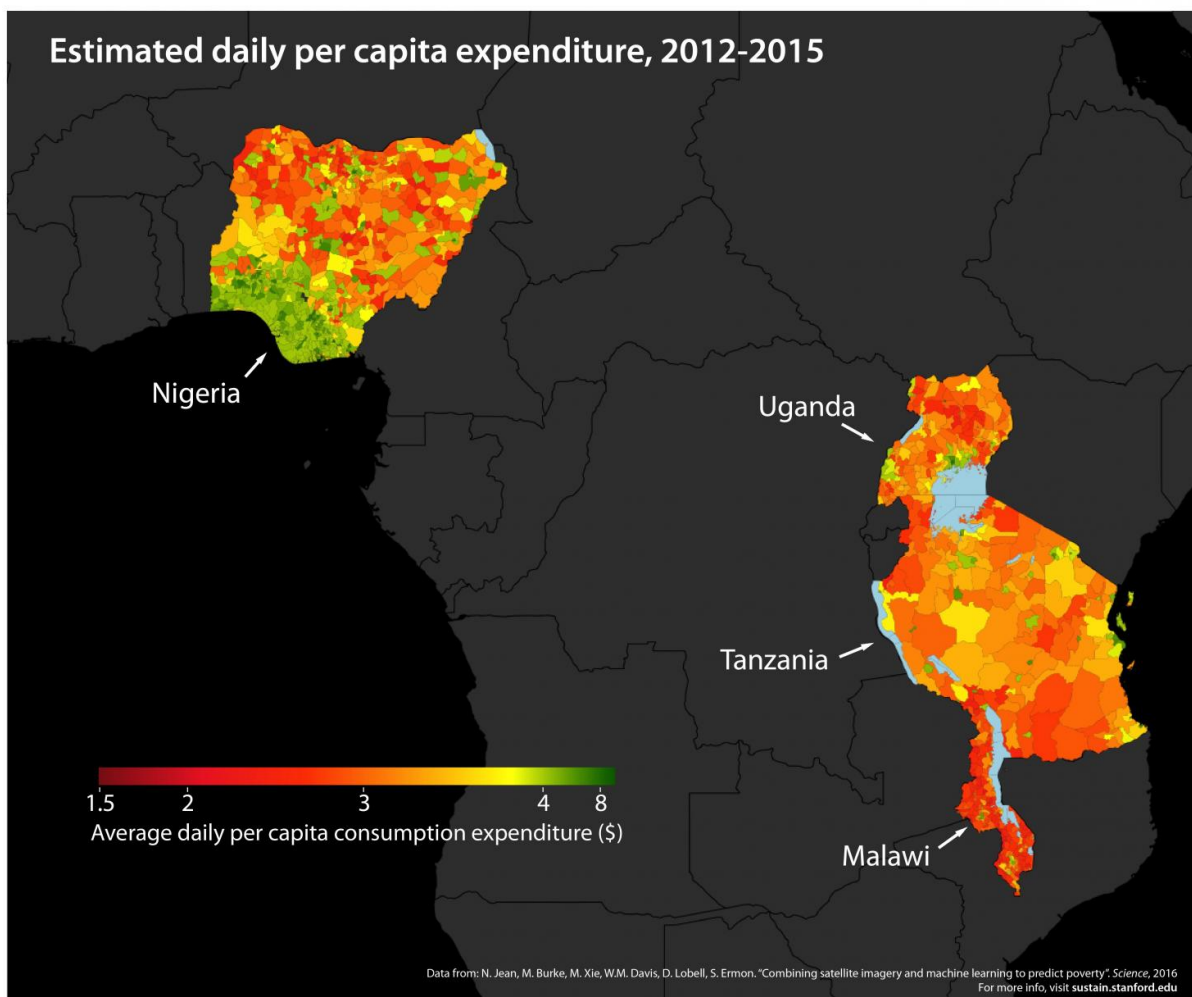 Estimated daily per capita expenditure, 2012-2015
Nigeria
Uganda
Tanzania
Malawi
1.5 2 3 4 8
Average daily per capita consumption expenditure ($)
Data from: N. Jean, M. Burke, M. Xie, W.M. Davis, D. Lobell, S. Ermon. “Combining satellite imagery and machine learning to predict poverty”. Science, 2016
For more info, visit sustain.stanford.edu